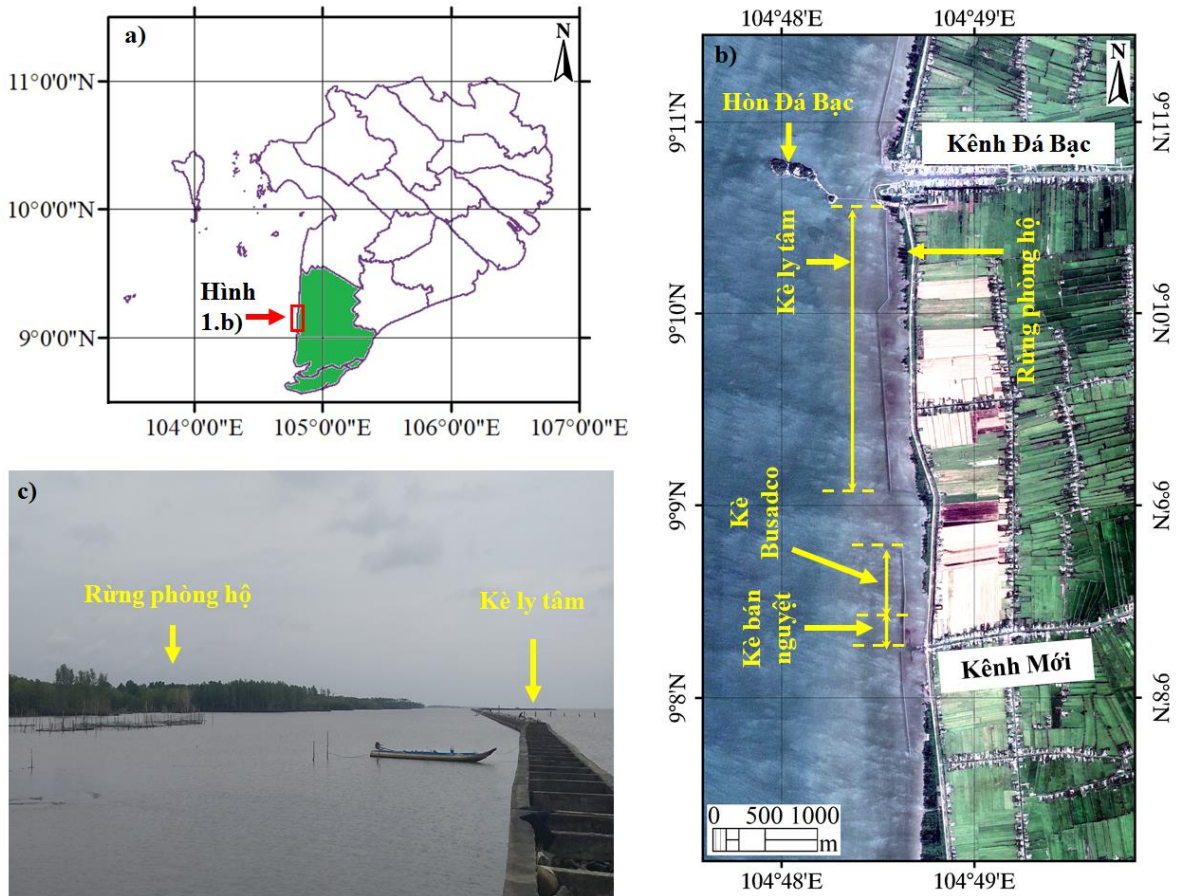 a)
N
11°0'0"N
10°0'0"N
9°0'0"N
Hình
1.b)
104°0'0"E
105°0'0"E
106°0'0"E
107°0'0"E
b)
104°48'E
104°49'E
N
Hòn Đá Bạc
Kênh Đá Bạc
Kè ly tâm
Rừng phòng hộ
Kè
Busadco
Kè bán
nguyệt
Kênh Mới
9°11'N
9°10'N
9°9'N
9°8'N
9°11'N
9°10'N
9°9'N
9°8'N
0 500 1000
m
104°48'E
104°49'E
c)
Rừng phòng hộ
Kè ly tâm